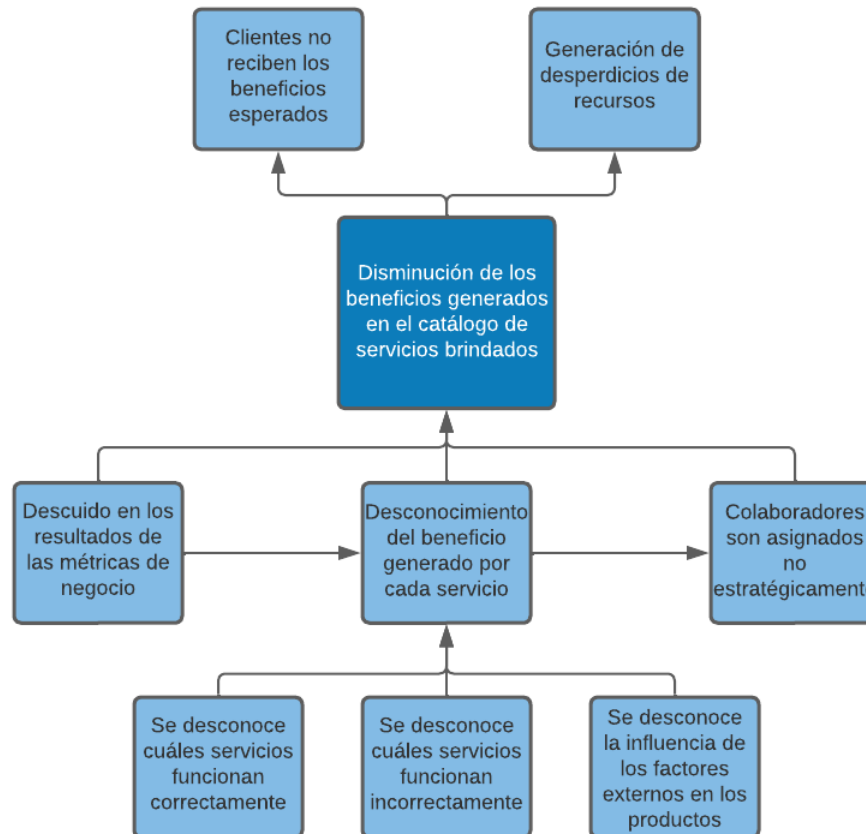 Clientes no
reciben los
beneficios
esperados
Generación de
desperdicios de
recursos
Disminución de los
beneficios generados
en el catálogo de
servicios brindados
Descuido en los
resultados de
las métricas de
negocio
Desconocimiento
del beneficio
generado por
cada servicio
Colaboradores
son asignados
no
estratégicamente
Se desconoce
cuáles servicios
funcionan
correctamente
Se desconoce
cuáles servicios
funcionan
incorrectamente
Se desconoce
la influencia de
los factores
externos en los
productos